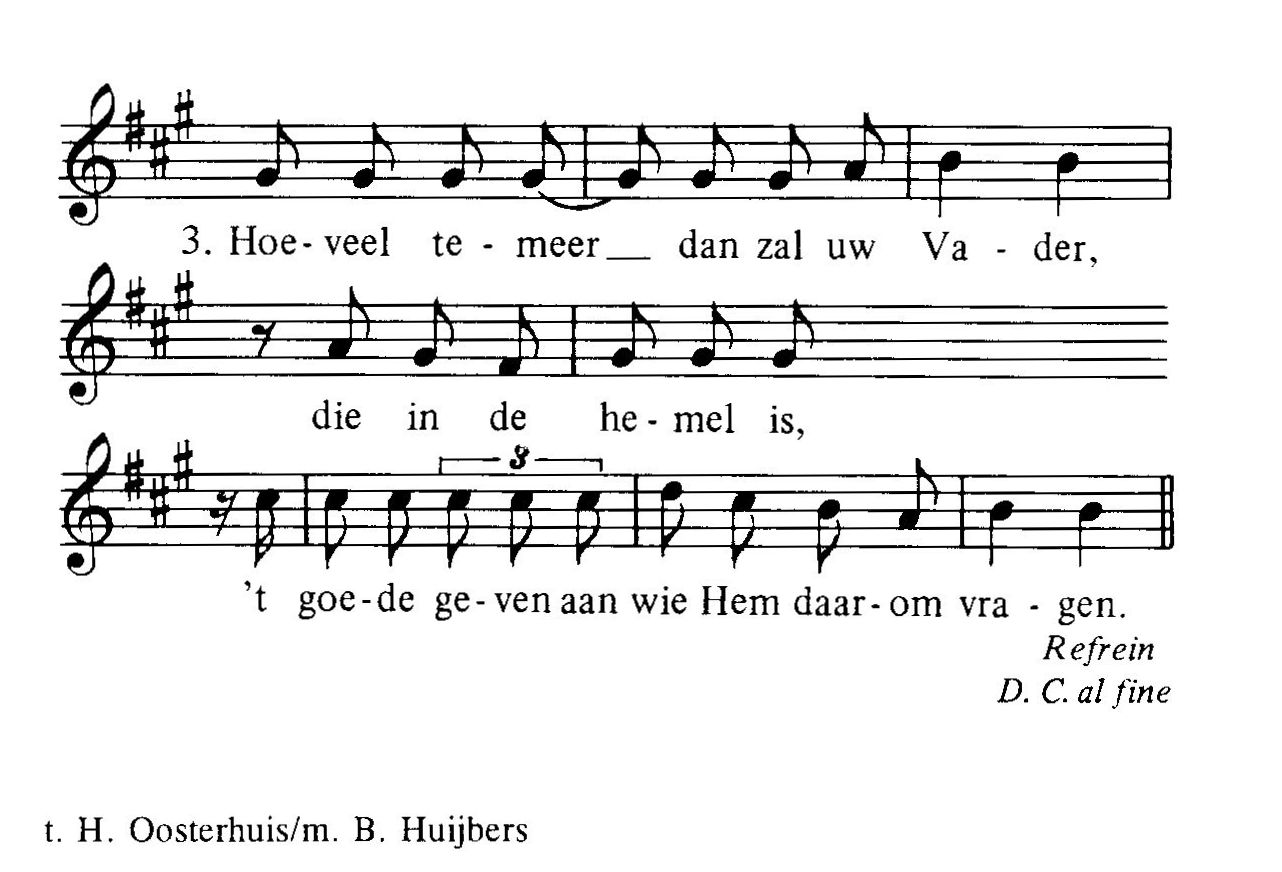 3. Hoe- veel te - meer__ dan zal uw Va - der,
die in de he - mel is,
3
't goe-de ge-ven aan wie Hem daar-om vra - gen.
Refrein
D. C. al fine
t. H. Oosterhuis/m. B. Huijbers